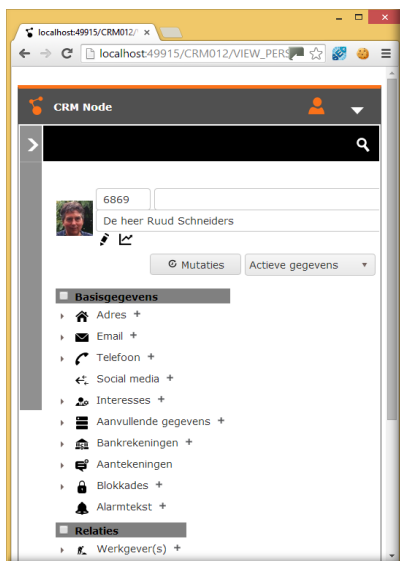 localhost:49915/CRM012/
localhost:49915/CRM012/VIEW_PERS
CRM Node
6869
De heer Ruud Schneiders
Mutaties
Actieve gegevens
Basisgegevens
Adres +
Email +
Telefoon +
Social media +
Interesses +
Aanvullende gegevens +
Bankrekeningen +
Aantekeningen
Blokkades +
Alarmtekst +
Relaties
Werkgever(s) +